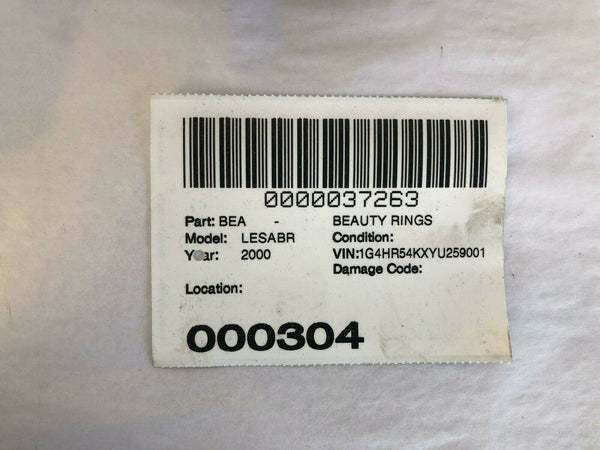 0000037263
Part: BEA - BEAUTY RINGS
Model: LESABR Condition:
Year: 2000 VIN:1G4HR54KXYU259001
Damage Code:
Location:
000304